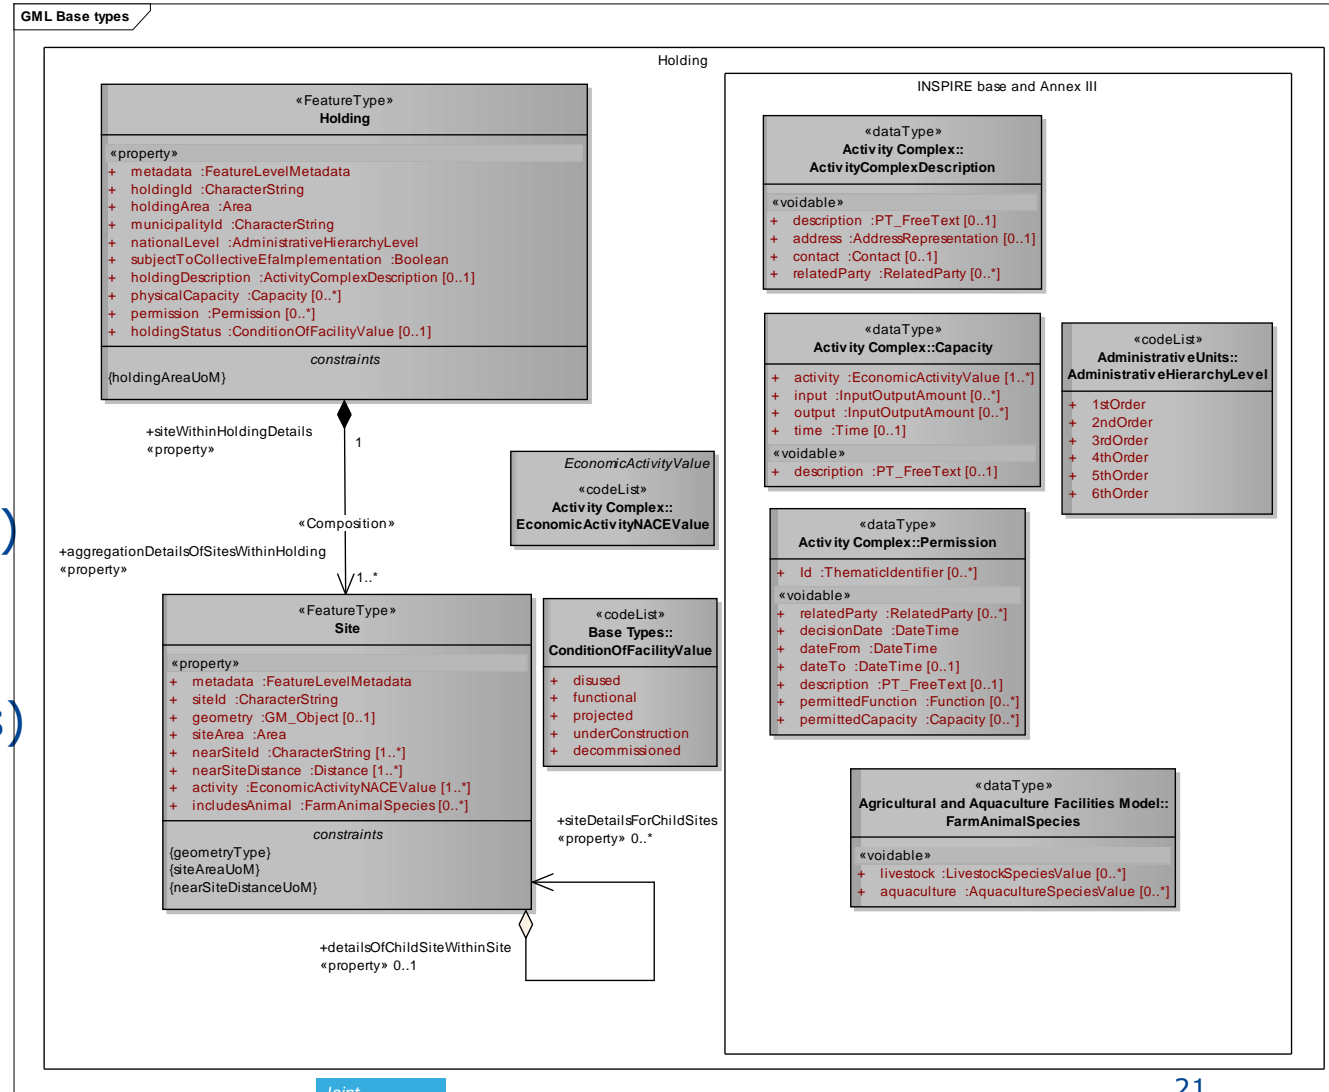 GML Base types
Holding
«FeatureType»
Holding
«property»
+ metadata :FeatureLevelMetadata
+ holdingId :CharacterString
+ holdingArea :Area
+ municipalityId :CharacterString
+ nationalLevel :AdministrativeHierarchyLevel
+ subjectToCollectiveEfaImplementation :Boolean
+ holdingDescription :ActivityComplexDescription [0..1]
+ physicalCapacity :Capacity [0..*]
+ permission :Permission [0..*]
+ holdingStatus :ConditionOfFacilityValue [0..1]
constraints
{holdingAreaUoM}
+siteWithinHoldingDetails
«property»
1
«Composition»
+aggregationDetailsOfSitesWithinHolding
«property»
1..*
)
s)
«FeatureType»
Site
«property»
+ metadata :FeatureLevelMetadata
+ siteId :CharacterString
+ geometry :GM_Object [0..1]
+ siteArea :Area
+ nearSiteId :CharacterString [1..*]
+ nearSiteDistance :Distance [1..*]
+ activity :EconomicActivityNACEValue [1..*]
+ includesAnimal :FarmAnimalSpecies [0..*]
constraints
{geometryType}
{siteAreaUoM}
{nearSiteDistanceUoM}
+siteDetailsForChildSites
«property» 0..*
+detailsOfChildSiteWithinSite
«property» 0..1
EconomicActivityValue
«codeList»
Activity Complex::
EconomicActivityNACEValue
«codeList»
Base Types::
ConditionOfFacilityValue
+ disused
+ functional
+ projected
+ underConstruction
+ decommissioned
INSPIRE base and Annex III
«dataType»
Activity Complex::
ActivityComplexDescription
«voidable»
+ description :PT_FreeText [0..1]
+ address :AddressRepresentation [0..1]
+ contact :Contact [0..1]
+ relatedParty :RelatedParty [0..*]
«dataType»
Activity Complex::Capacity
+ activity :EconomicActivityValue [1..*]
+ input :InputOutputAmount [0..*]
+ output :InputOutputAmount [0..*]
+ time :Time [0..1]
«voidable»
+ description :PT_FreeText [0..1]
«codeList»
AdministrativeUnits::
AdministrativeHierarchyLevel
+ 1stOrder
+ 2ndOrder
+ 3rdOrder
+ 4thOrder
+ 5thOrder
+ 6thOrder
«dataType»
Activity Complex::Permission
+ Id :ThematicIdentifier [0..*]
«voidable»
+ relatedParty :RelatedParty [0..*]
+ decisionDate :DateTime
+ dateFrom :DateTime
+ dateTo :DateTime [0..1]
+ description :PT_FreeText [0..1]
+ permittedFunction :Function [0..*]
+ permittedCapacity :Capacity [0..*]
«dataType»
Agricultural and Aquaculture Facilities Model::
FarmAnimalSpecies
«voidable»
+ livestock :LivestockSpeciesValue [0..*]
+ aquaculture :AquacultureSpeciesValue [0..*]
Joint
21